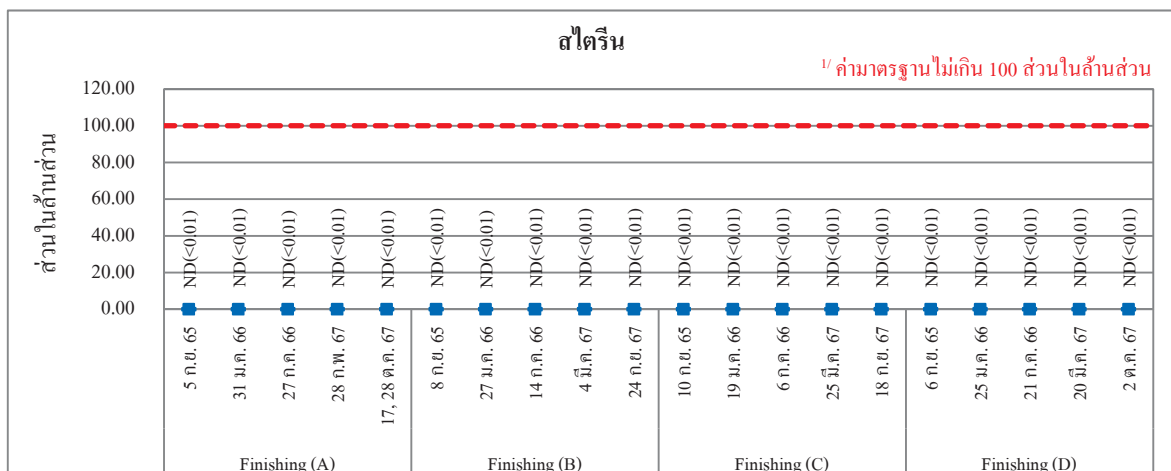 สไตรีน
1/ ค่ามาตรฐานไม่เกิน 100 ส่วนในล้านส่วน
ส่วนในล้านส่วน
120.00
100.00
80.00
60.00
40.00
20.00
0.00
ND(<0.01) ND(<0.01) ND(<0.01) ND(<0.01) ND(<0.01) ND(<0.01) ND(<0.01) ND(<0.01) ND(<0.01) ND(<0.01) ND(<0.01) ND(<0.01) ND(<0.01) ND(<0.01) ND(<0.01) ND(<0.01) ND(<0.01) ND(<0.01) ND(<0.01) ND(<0.01)
5 ก.ย. 65
31 ม.ค. 66
27 ก.ค. 66
28 ก.พ. 67
17, 28 ต.ค. 67
8 ก.ย. 65
27 ม.ค. 66
14 ก.ค. 66
4 มี.ค. 67
24 ก.ย. 67
10 ก.ย. 65
19 ม.ค. 66
6 ก.ค. 66
25 มี.ค. 67
18 ก.ย. 67
6 ก.ย. 65
25 ม.ค. 66
21 ก.ค. 66
20 มี.ค. 67
2 ต.ค. 67
Finishing (A) Finishing (B) Finishing (C) Finishing (D)